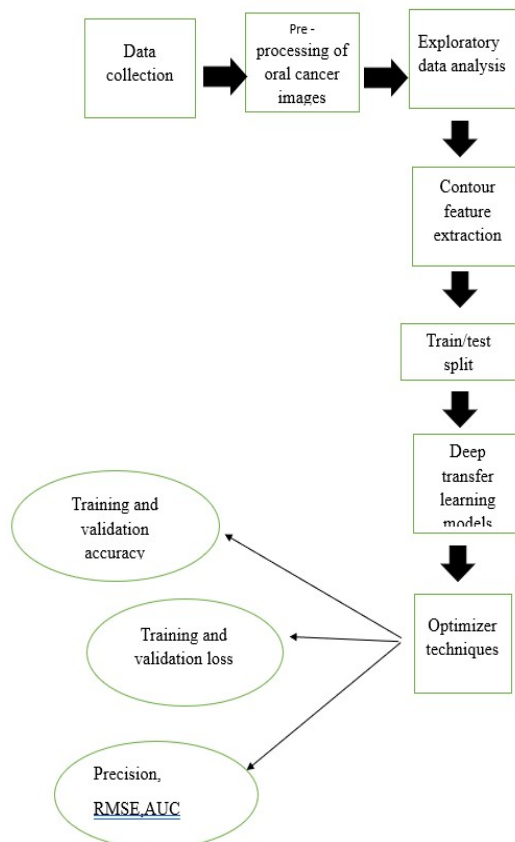 Data
collection
Pre -
processing of
oral cancer
images
Exploratory
data analysis
Contour
feature
extraction
Train/test
split
Deep
transfer
learning
models
Optimizer
techniques
Training and
validation
accuracy
Training and
validation loss
Precision,
RMSE,AUC